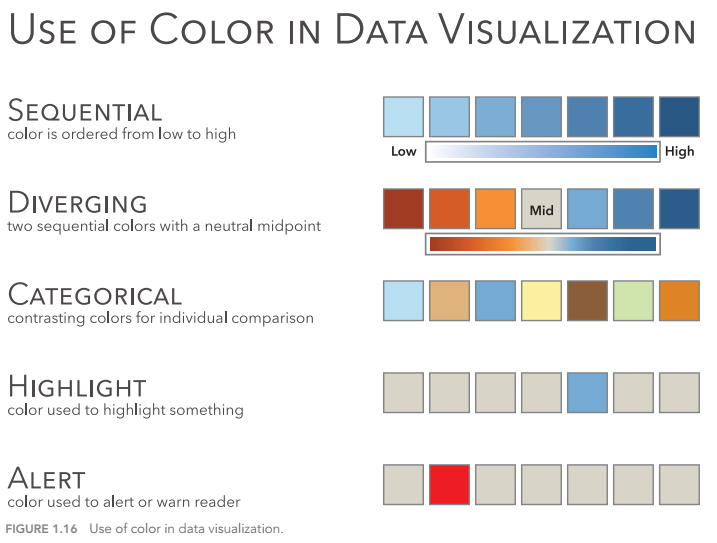 USE OF COLOR IN DATA VISUALIZATION
SEQUENTIAL
color is ordered from low to high
Low High
DIVERGING
two sequential colors with a neutral midpoint
Mid
CATEGORICAL
contrasting colors for individual comparison
HIGHLIGHT
color used to highlight something
ALERT
color used to alert or warn reader
FIGURE 1.16 Use of color in data visualization.